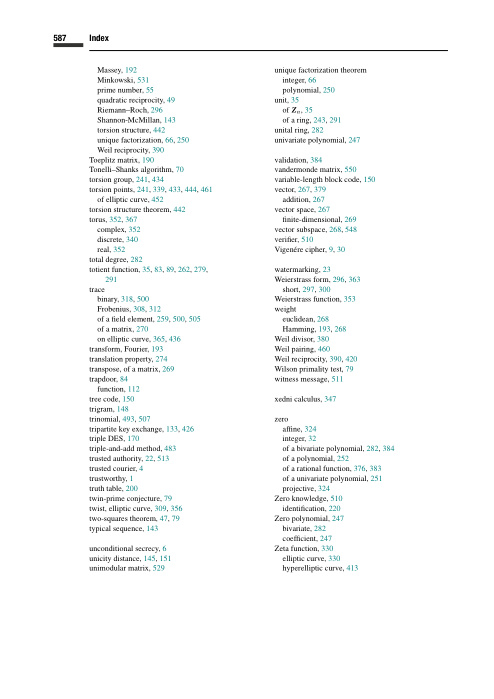 587 Index
Massey, 192
Minkowski, 531
prime number, 55
quadratic reciprocity, 49
Riemann–Roch, 296
Shannon-McMillan, 143
torsion structure, 442
unique factorization, 66, 250
Weil reciprocity, 390
Toeplitz matrix, 190
Tonelli–Shanks algorithm, 70
torsion group, 241, 434
torsion points, 241, 339, 433, 444, 461
of elliptic curve, 452
torsion structure theorem, 442
torus, 352, 367
complex, 352
discrete, 340
real, 352
total degree, 282
totient function, 35, 83, 89, 262, 279,
291
trace
binary, 318, 500
Frobenius, 308, 312
of a field element, 259, 500, 505
of a matrix, 270
on elliptic curve, 365, 436
transform, Fourier, 193
translation property, 274
transpose, of a matrix, 269
trapdoor, 84
function, 112
tree code, 150
trigram, 148
trinomial, 493, 507
tripartite key exchange, 133, 426
triple DES, 170
triple-and-add method, 483
trusted authority, 22, 513
trusted courier, 4
trustworthy, 1
truth table, 200
twin-prime conjecture, 79
twist, elliptic curve, 309, 356
two-squares theorem, 47, 79
typical sequence, 143
unconditional secrecy, 6
unicity distance, 145, 151
unimodular matrix, 529
unique factorization theorem
integer, 66
polynomial, 250
unit, 35
of Zn, 35
of a ring, 243, 291
unital ring, 282
univariate polynomial, 247
validation, 384
vandermonde matrix, 550
variable-length block code, 150
vector, 267, 379
addition, 267
vector space, 267
finite-dimensional, 269
vector subspace, 268, 548
verifier, 510
Vigenére cipher, 9, 30
watermarking, 23
Weierstrass form, 296, 363
short, 297, 300
Weierstrass function, 353
weight
euclidean, 268
Hamming, 193, 268
Weil divisor, 380
Weil pairing, 460
Weil reciprocity, 390, 420
Wilson primality test, 79
witness message, 511
xedni calculus, 347
zero
affine, 324
integer, 32
of a bivariate polynomial, 282, 384
of a polynomial, 252
of a rational function, 376, 383
of a univariate polynomial, 251
projective, 324
Zero knowledge, 510
identification, 220
Zero polynomial, 247
bivariate, 282
coefficient, 247
Zeta function, 330
elliptic curve, 330
hyperelliptic curve, 413